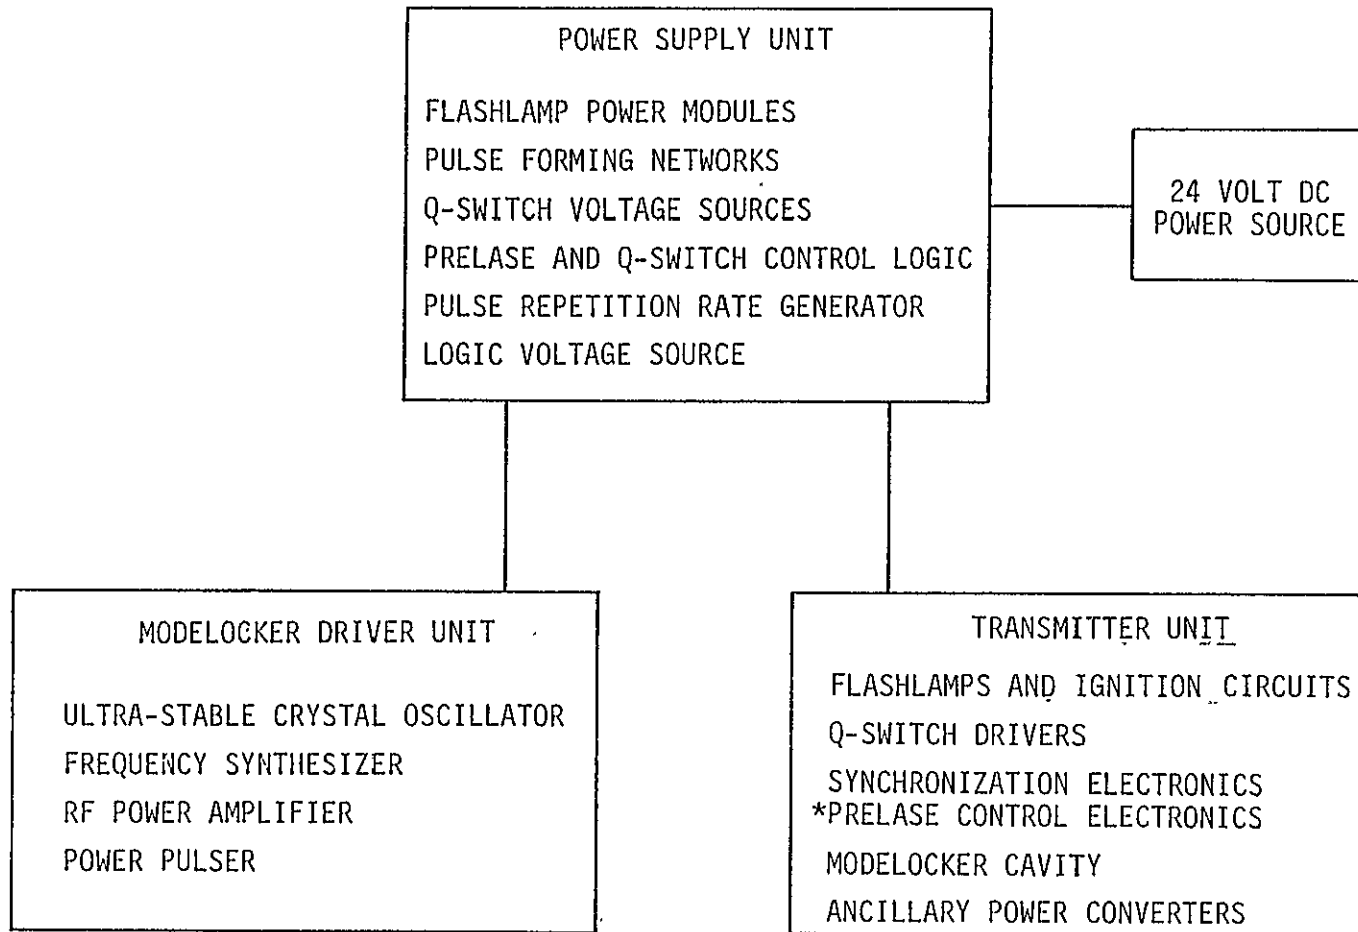 POWER SUPPLY UNIT
FLASHLAMP POWER MODULES
PULSE FORMING NETWORKS
Q-SWITCH VOLTAGE SOURCES
PRELASE AND Q-SWITCH CONTROL LOGIC
PULSE REPETITION RATE GENERATOR
LOGIC VOLTAGE SOURCE
24 VOLT DC
POWER SOURCE
MODELOCKER DRIVER UNIT
ULTRA-STABLE CRYSTAL OSCILLATOR
FREQUENCY SYNTHESIZER
RF POWER AMPLIFIER
POWER PULSER
TRANSMITTER UNIT
FLASHLAMPS AND IGNITION CIRCUITS
Q-SWITCH DRIVERS
SYNCHRONIZATION ELECTRONICS
*PRELASE CONTROL ELECTRONICS
MODELOCKER CAVITY
ANCILLARY POWER CONVERTERS